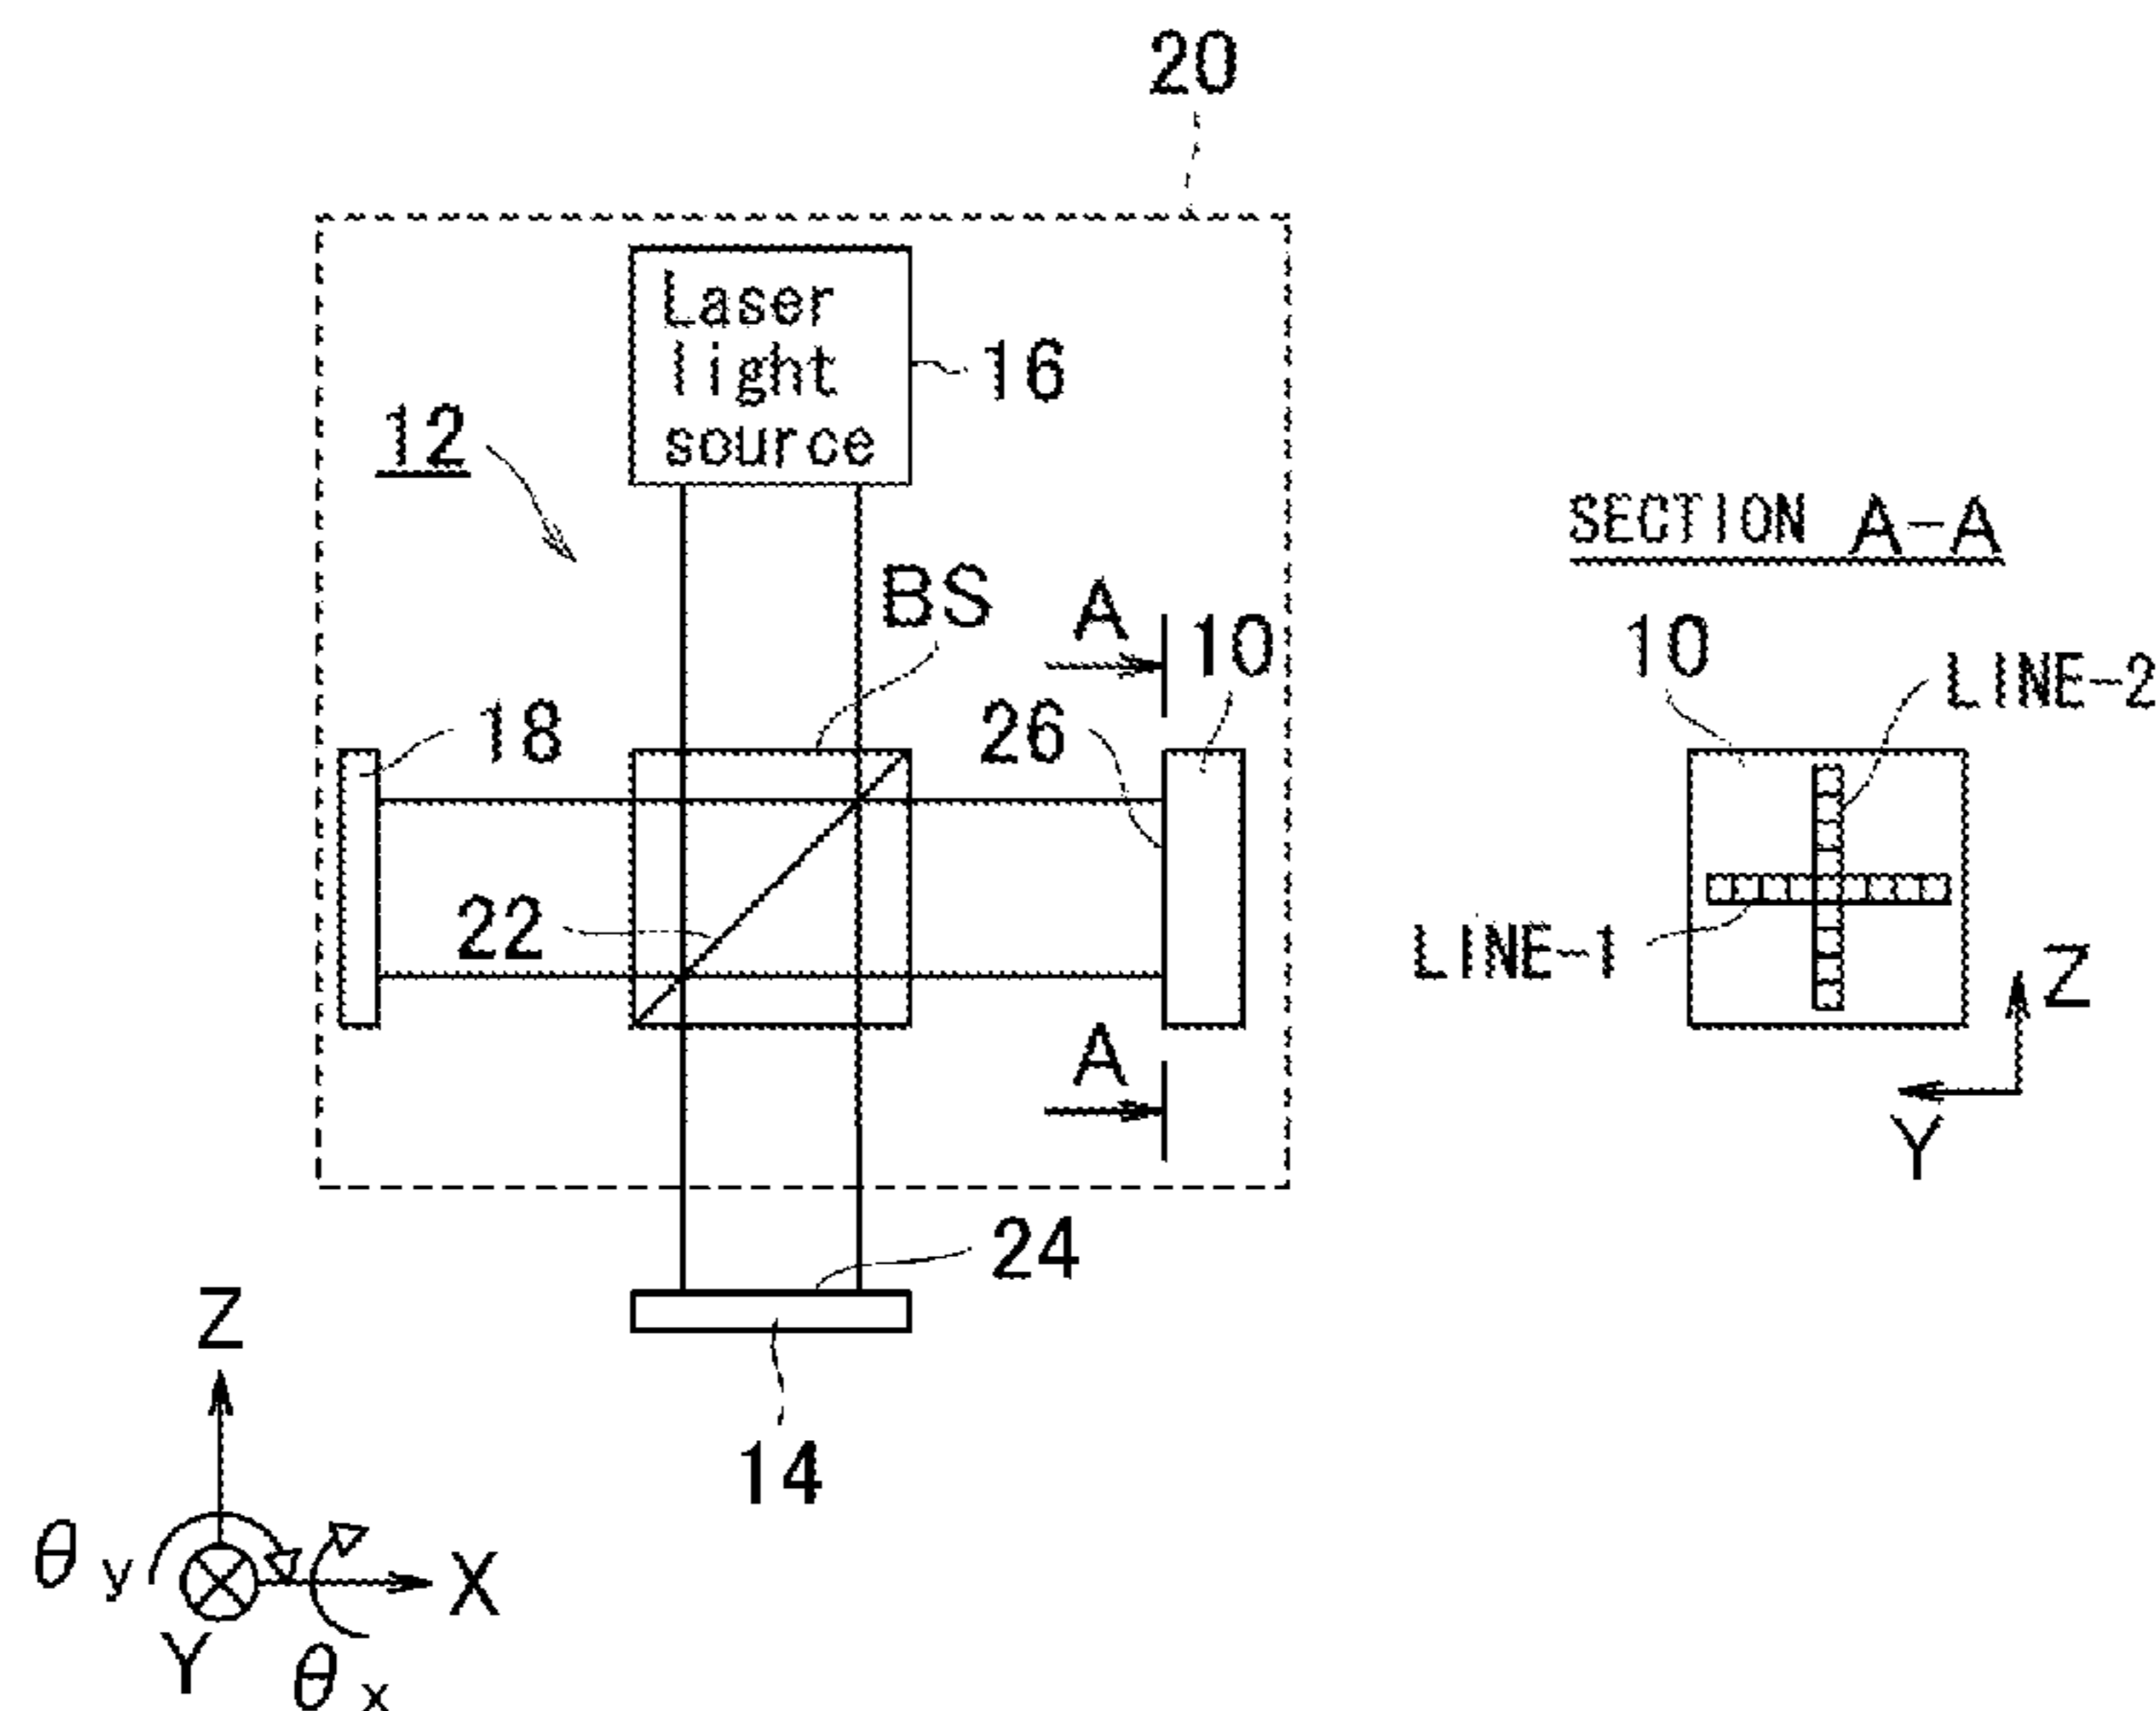 20
Laser
light
source
16
12
BS
A
10
SECTION A-A
10
LINE-2
18
26
22
LINE-1
Z
Y
A
24
14
Z
θy
X
Y
θx